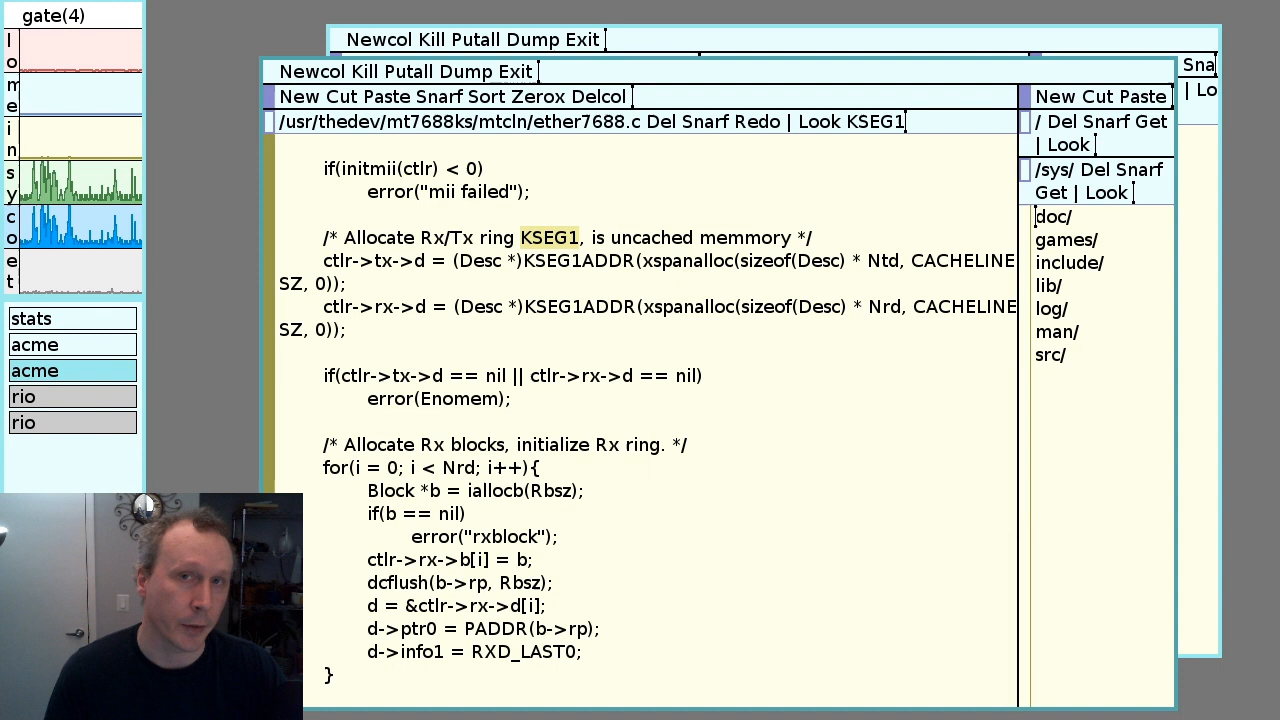 gate(4)
lo
me
in
sy
co
et
stats
acme
acme
rio
rio
Newcol Kill Putall Dump Exit
Sna
| Lo
Newcol Kill Putall Dump Exit
New Cut Paste Snarf Sort Zerox Delcol
/usr/thedev/mt7688ks/mtcln/ether7688.c Del Snarf Redo | Look KSEG1
if(initmii(ctlr) < 0)
error("mii failed");
/* Allocate Rx/Tx ring KSEG1, is uncached memmory */
ctlr->tx->d = (Desc *)KSEG1ADDR(xspanalloc(sizeof(Desc) * Ntd, CACHELINE
SZ, 0));
ctlr->rx->d = (Desc *)KSEG1ADDR(xspanalloc(sizeof(Desc) * Nrd, CACHELINE
SZ, 0));
if(ctlr->tx->d == nil || ctlr->rx->d == nil)
error(Enomem);
/* Allocate Rx blocks, initialize Rx ring. */
for(i = 0; i < Nrd; i++){
Block *b = iallocb(Rbsz);
if(b == nil)
error("rxblock");
ctlr->rx->b[i] = b;
dcflush(b->rp, Rbsz);
d = &ctlr->rx->d[i];
d->ptr0 = PADDR(b->rp);
d->info1 = RXD_LAST0;
}
New Cut Paste
/ Del Snarf Get
| Look
/sys/ Del Snarf
Get | Look
doc/
games/
include/
lib/
log/
man/
src/